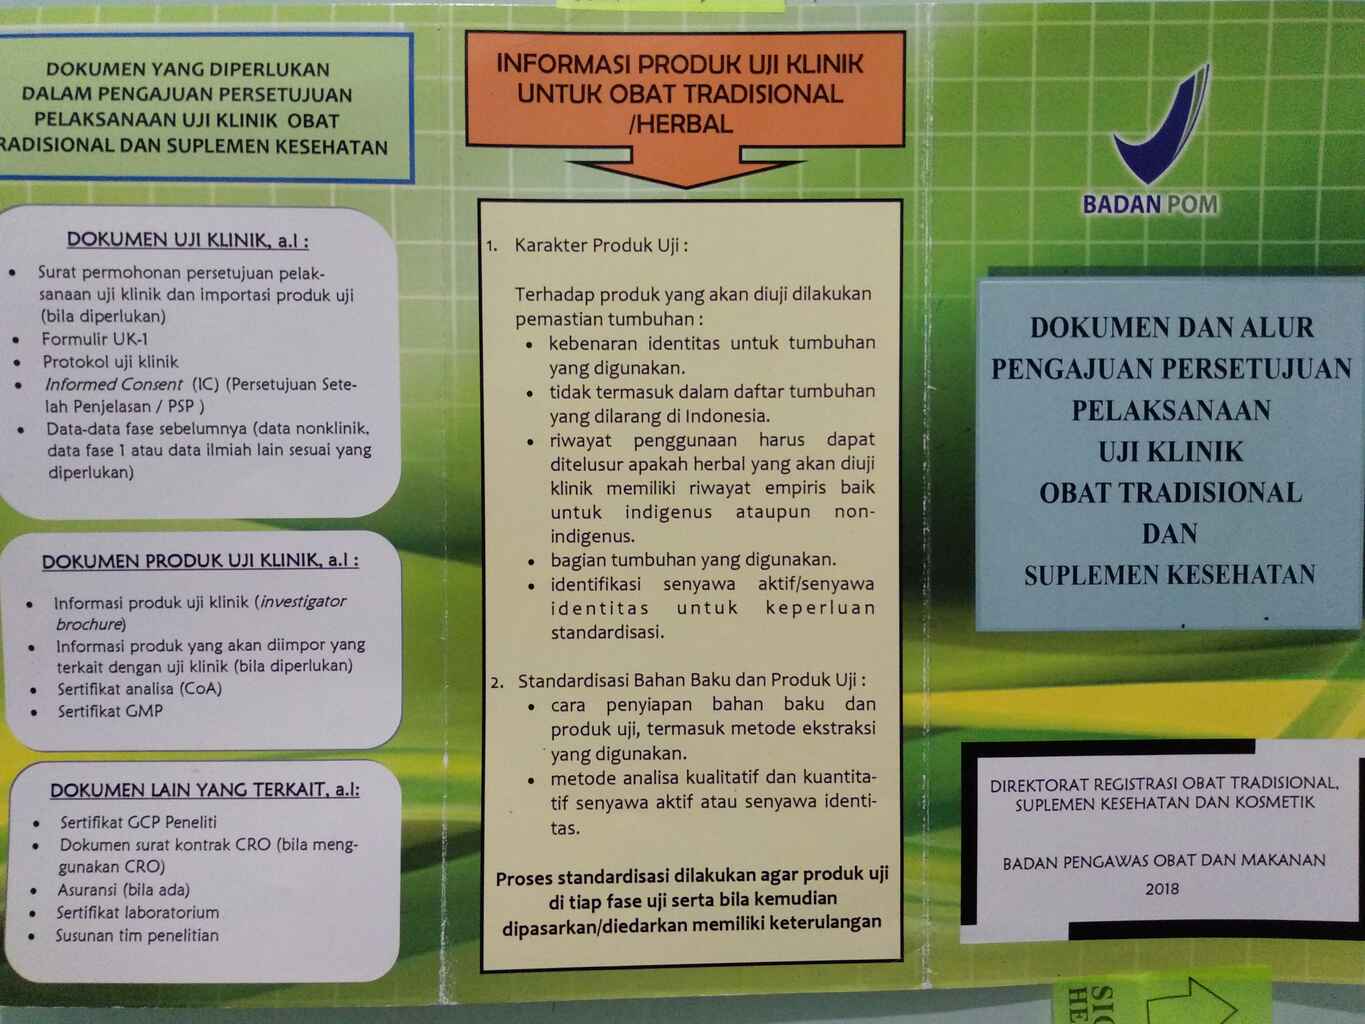 DOKUMEN YANG DIPERLUKAN
DALAM PENGAJUAN PERSETUJUAN
PELAKSANAAN UJI KLINIK OBAT
RADISIONAL DAN SUPLEMEN KESEHATAN
DOKUMEN UJI KLINIK, a.l :
• Surat permohonan persetujuan pelak-
sanaan uji klinik dan importasi produk uji
(bila diperlukan)
• Formulir UK-1
• Protokol uji klinik
• Informed Consent (IC) (Persetujuan Sete-
lah Penjelasan / PSP )
• Data-data fase sebelumnya (data nonklinik,
data fase 1 atau data ilmiah lain sesuai yang
diperlukan)
DOKUMEN PRODUK UJI KLINIK, a.l :
• Informasi produk uji klinik (investigator
brochure)
• Informasi produk yang akan diimpor yang
terkait dengan uji klinik (bila diperlukan)
• Sertifikat analisa (CoA)
• Sertifikat GMP
DOKUMEN LAIN YANG TERKAIT, a.l:
• Sertifikat GCP Peneliti
• Dokumen surat kontrak CRO (bila meng-
gunakan CRO)
• Asuransi (bila ada)
• Sertifikat laboratorium
• Susunan tim penelitian
INFORMASI PRODUK UJI KLINIK
UNTUK OBAT TRADISIONAL
/HERBAL
1. Karakter Produk Uji :
Terhadap produk yang akan diuji dilakukan
pemastian tumbuhan :
• kebenaran identitas untuk tumbuhan
yang digunakan.
• tidak termasuk dalam daftar tumbuhan
yang dilarang di Indonesia.
• riwayat penggunaan harus dapat
ditelusur apakah herbal yang akan diuji
klinik memiliki riwayat empiris baik
untuk indigenus ataupun non-
indigenus.
• bagian tumbuhan yang digunakan.
• identifikasi senyawa aktif/senyawa
identitas untuk keperluan
standardisasi.
2. Standardisasi Bahan Baku dan Produk Uji :
• cara penyiapan bahan baku dan
produk uji, termasuk metode ekstraksi
yang digunakan.
• metode analisa kualitatif dan kuantita-
tif senyawa aktif atau senyawa identi-
tas.
Proses standardisasi dilakukan agar produk uji
di tiap fase uji serta bila kemudian
dipasarkan/diedarkan memiliki keterulangan
BADAN POM
DOKUMEN DAN ALUR
PENGAJUAN PERSETUJUAN
PELAKSANAAN
UJI KLINIK
OBAT TRADISIONAL
DAN
SUPLEMEN KESEHATAN
DIREKTORAT REGISTRASI OBAT TRADISIONAL,
SUPLEMEN KESEHATAN DAN KOSMETIK
BADAN PENGAWAS OBAT DAN MAKANAN
2018